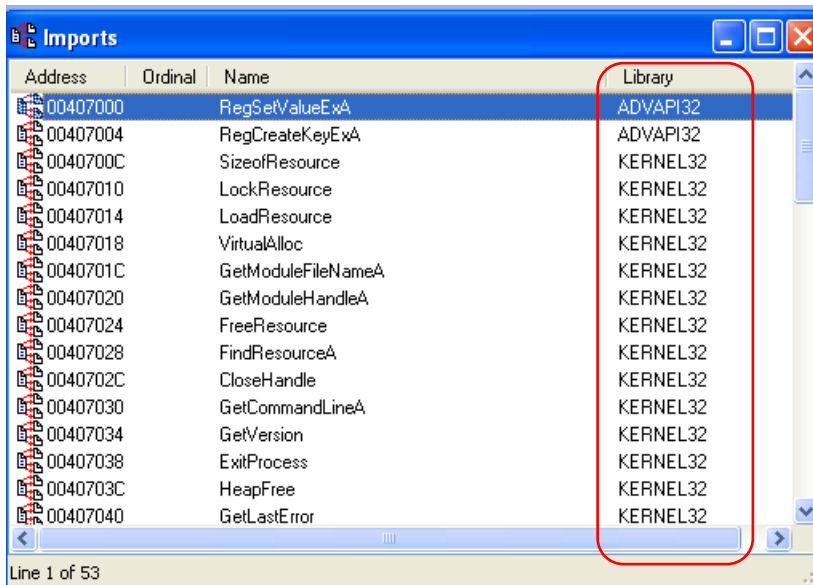 Imports
Address Ordinal Name Library
00407000 RegSetValueExA ADVAPI32
00407004 RegCreateKeyExA ADVAPI32
0040700C SizeofResource KERNEL32
00407010 LockResource KERNEL32
00407014 LoadResource KERNEL32
00407018 VirtualAlloc KERNEL32
0040701C GetModuleFileNameA KERNEL32
00407020 GetModuleHandleA KERNEL32
00407024 FreeResource KERNEL32
00407028 FindResourceA KERNEL32
0040702C CloseHandle KERNEL32
00407030 GetCommandLineA KERNEL32
00407034 GetVersion KERNEL32
00407038 ExitProcess KERNEL32
0040703C HeapFree KERNEL32
00407040 GetLastError KERNEL32
Line 1 of 53